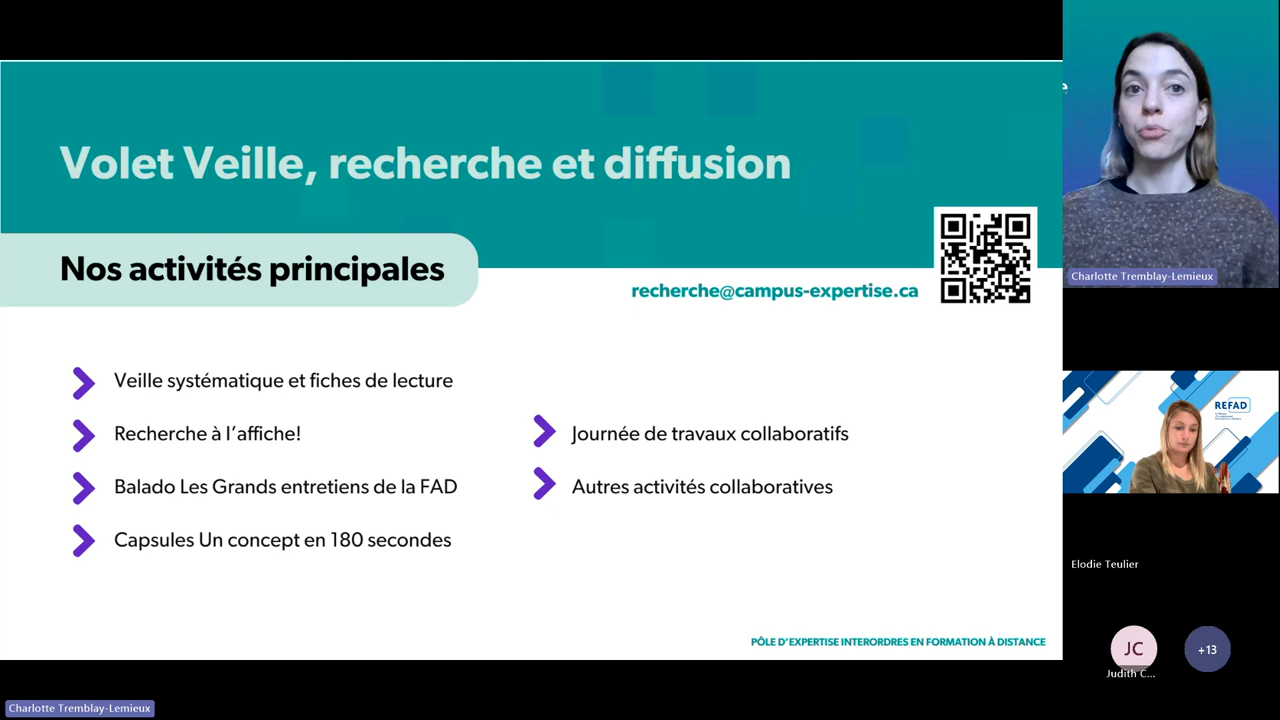 Volet Veille, recherche et diffusion
Nos activités principales
recherche@campus-expertise.ca
Veille systématique et fiches de lecture
Recherche à l'affiche!
Balado Les Grands entretiens de la FAD
Capsules Un concept en 180 secondes
Journée de travaux collaboratifs
Autres activités collaboratives
PÔLE D'EXPERTISE INTERORDRES EN FORMATION À DISTANCE
Charlotte Tremblay-Lemieux
e
Charlotte Tremblay-Lemieux
REFAD
Elodie Teulier
JC
Judith C...
+13